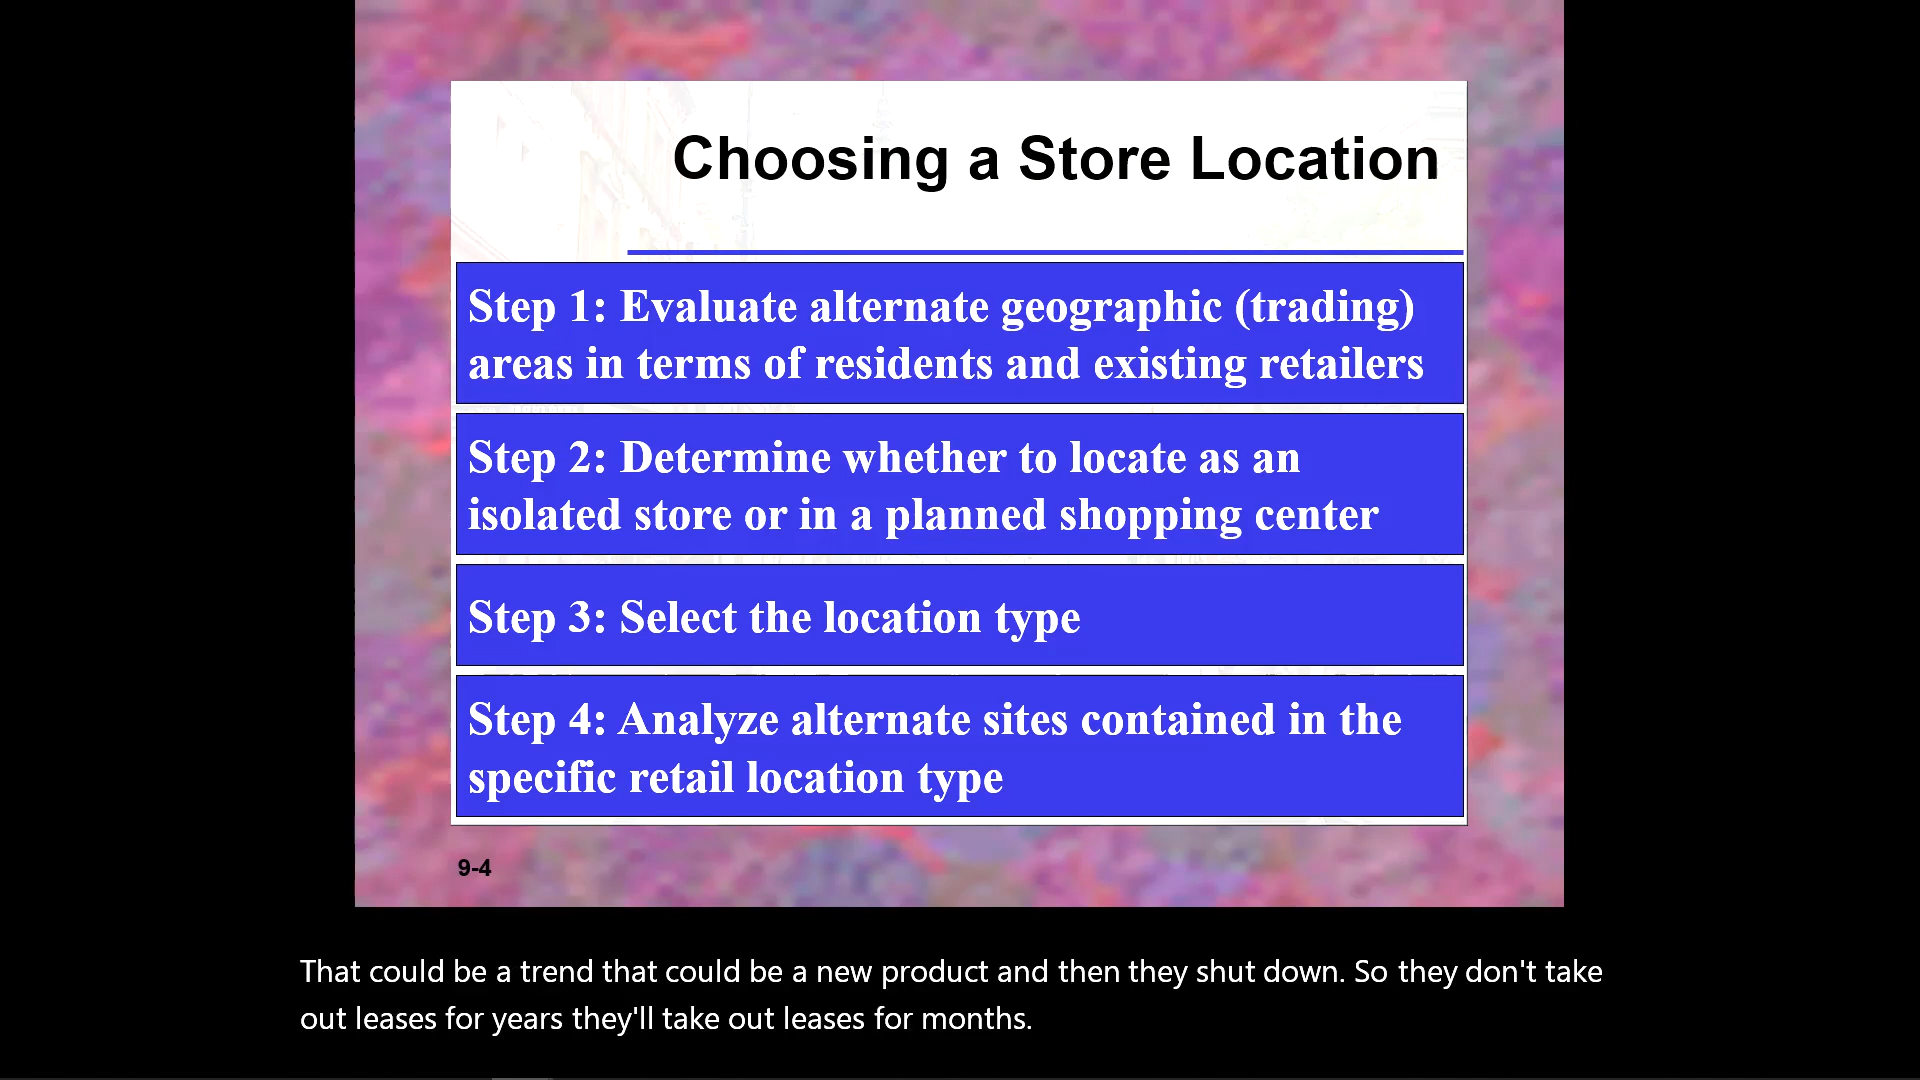 Choosing a Store Location
Step 1: Evaluate alternate geographic (trading)
areas in terms of residents and existing retailers
Step 2: Determine whether to locate as an
isolated store or in a planned shopping center
Step 3: Select the location type
Step 4: Analyze alternate sites contained in the
specific retail location type
9-4
That could be a trend that could be a new product and then they shut down. So they don't take
out leases for years they'll take out leases for months.